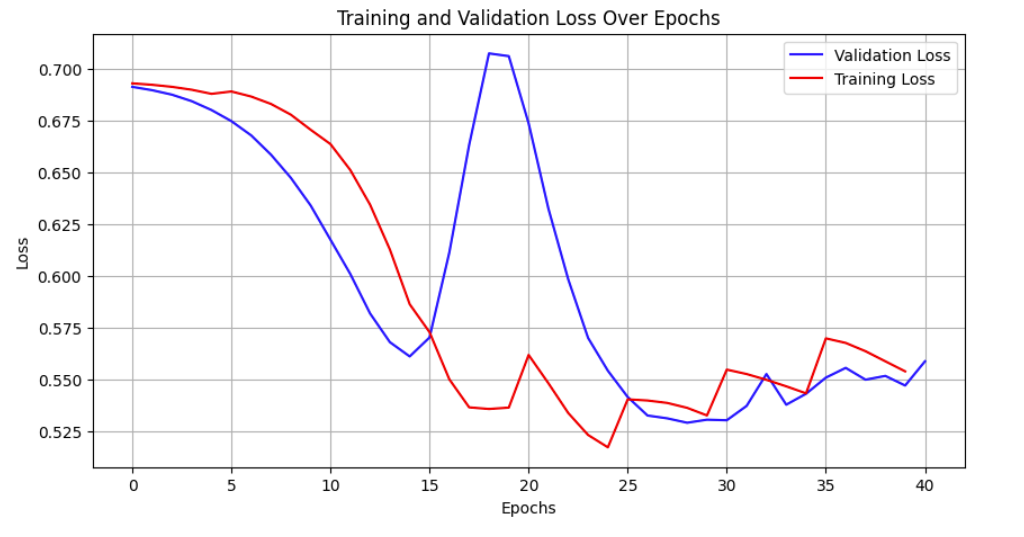 Training and Validation Loss Over Epochs
Validation Loss
Training Loss
0.700
0.675
0.650
0.625
0.600
0.575
0.550
0.525
Loss
0 5 10 15 20 25 30 35 40
Epochs